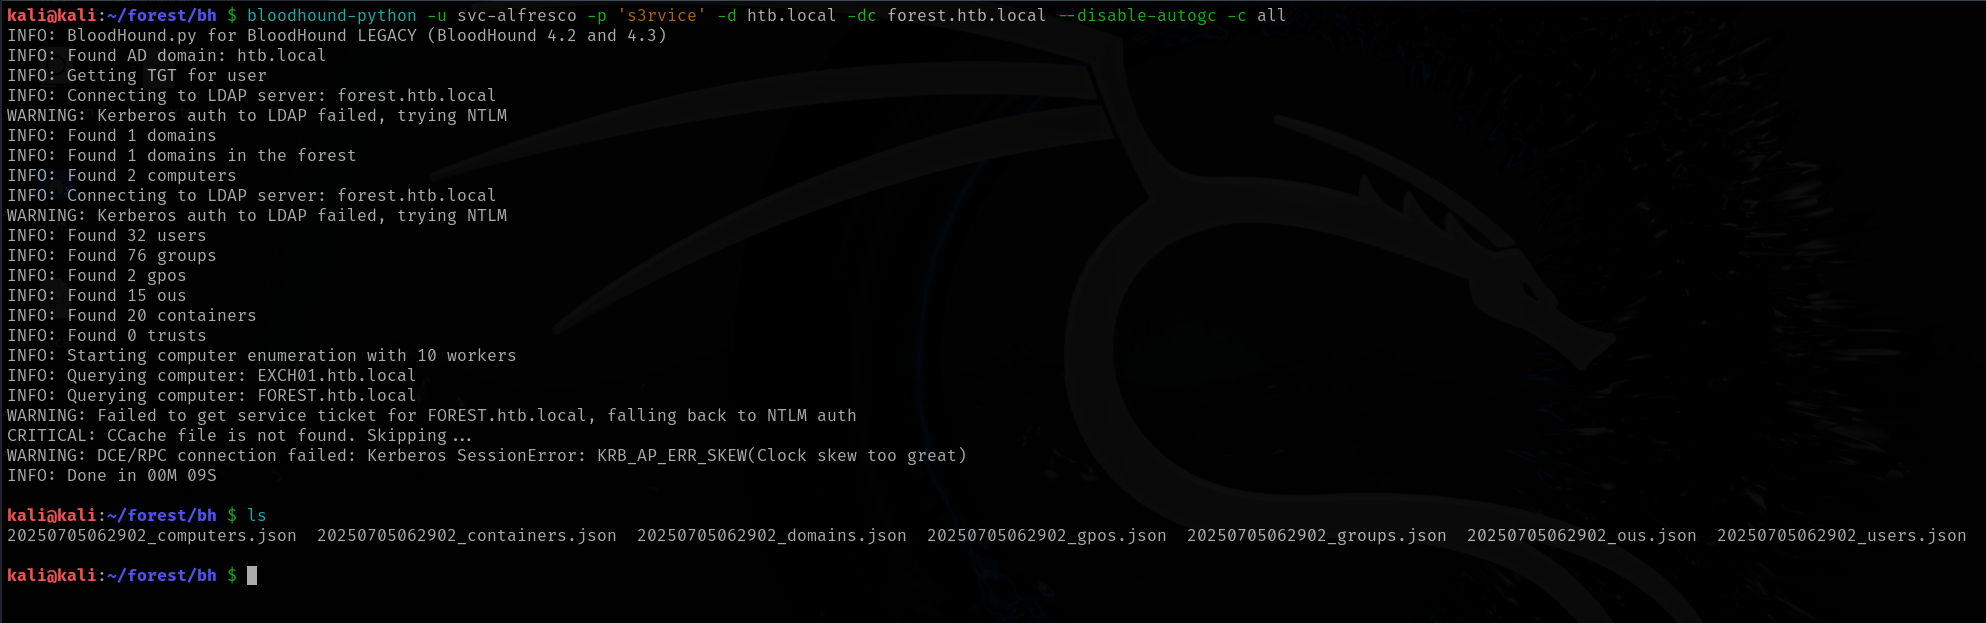 kali@kali:~/forest/bh $ bloodhound-python -u svc-alfresco -p 's3rvice' -d htb.local -dc forest.htb.local --disable-autogc -c all
INFO: BloodHound.py for BloodHound LEGACY (BloodHound 4.2 and 4.3)
INFO: Found AD domain: htb.local
INFO: Getting TGT for user
INFO: Connecting to LDAP server: forest.htb.local
WARNING: Kerberos auth to LDAP failed, trying NTLM
INFO: Found 1 domains
INFO: Found 1 domains in the forest
INFO: Found 2 computers
INFO: Connecting to LDAP server: forest.htb.local
WARNING: Kerberos auth to LDAP failed, trying NTLM
INFO: Found 32 users
INFO: Found 76 groups
INFO: Found 2 gpos
INFO: Found 15 ous
INFO: Found 20 containers
INFO: Found 0 trusts
INFO: Starting computer enumeration with 10 workers
INFO: Querying computer: EXCH01.htb.local
INFO: Querying computer: FOREST.htb.local
WARNING: Failed to get service ticket for FOREST.htb.local, falling back to NTLM auth
CRITICAL: CCache file is not found. Skipping...
WARNING: DCE/RPC connection failed: Kerberos SessionError: KRB_AP_ERR_SKEW(Clock skew too great)
INFO: Done in 00M 09S
kali@kali:~/forest/bh $ ls
20250705062902_computers.json  20250705062902_containers.json  20250705062902_domains.json  20250705062902_gpos.json  20250705062902_groups.json  20250705062902_ous.json  20250705062902_users.json
kali@kali:~/forest/bh $